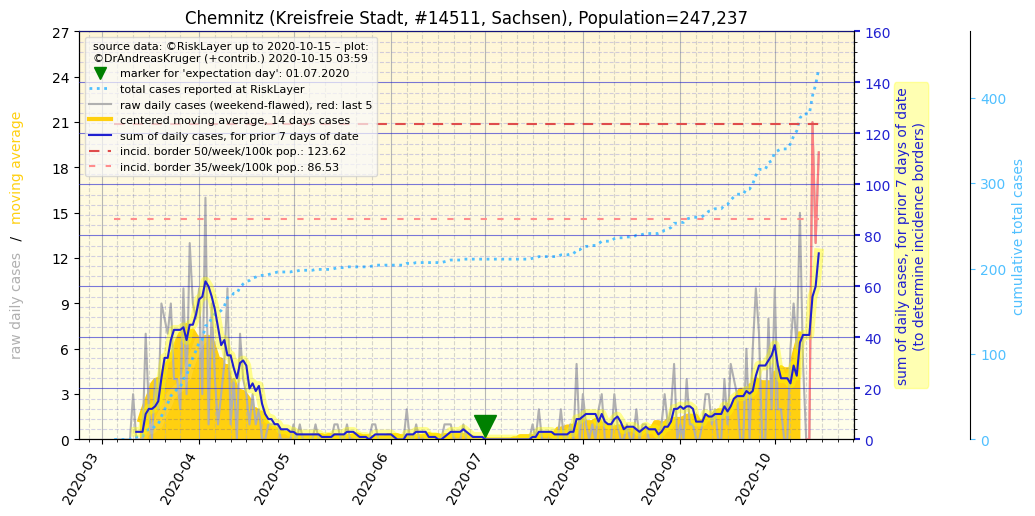 Chemnitz (Kreisfreie Stadt, #14511, Sachsen), Population=247,237
source data: ©RiskLayer up to 2020-10-15 – plot:
©DrAndreasKruger (+contrib.) 2020-10-15 03:59
marker for 'expectation day': 01.07.2020
total cases reported at RiskLayer
raw daily cases (weekend-flawed), red: last 5
centered moving average, 14 days cases
sum of daily cases, for prior 7 days of date
incid. border 50/week/100k pop.: 123.62
incid. border 35/week/100k pop.: 86.53
raw daily cases / moving average
27
24
21
18
15
12
9
6
3
0
160
140
120
100
80
60
40
20
0
sum of daily cases, for prior 7 days of date
(to determine incidence borders)
400
300
200
100
0
cumulative total cases
2020-03
2020-04
2020-05
2020-06
2020-07
2020-08
2020-09
2020-10